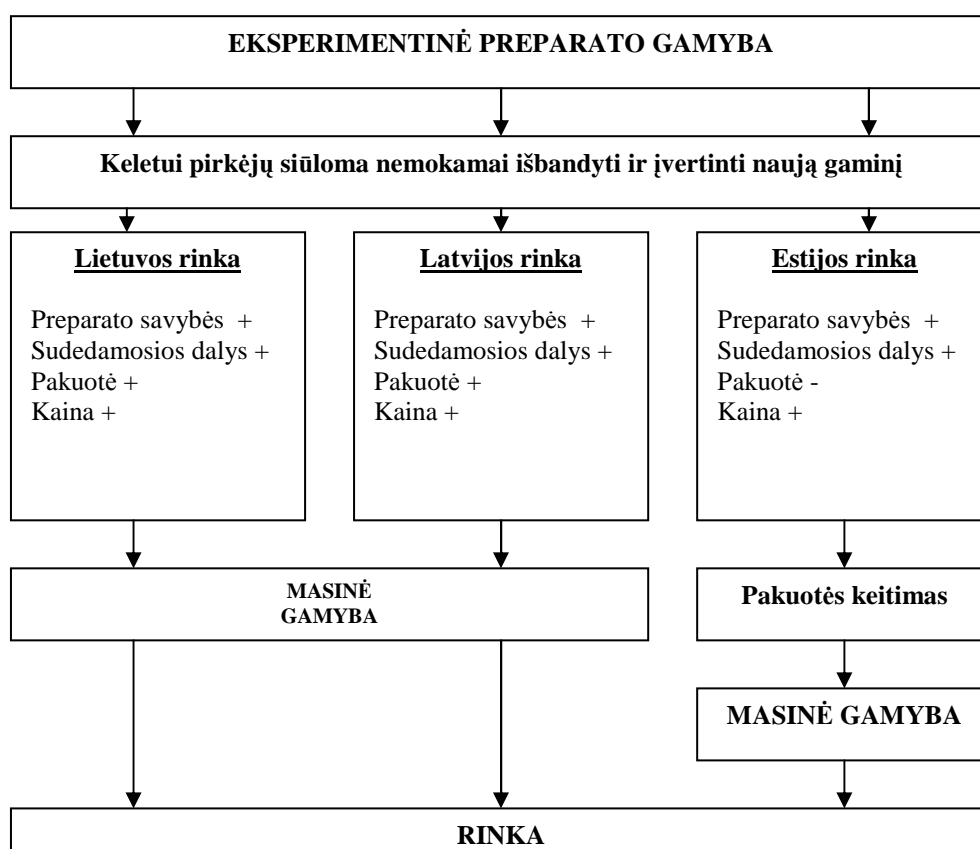 EKSPERIMENTINĖ PREPARATO GAMYBA
Keletui pirkėjų siūloma nemokamai išbandyti ir įvertinti naują gaminį
Lietuvos rinka
Preparato savybės +
Sudedamosios dalys +
Pakuotė +
Kaina +
Latvijos rinka
Preparato savybės +
Sudedamosios dalys +
Pakuotė +
Kaina +
Estijos rinka
Preparato savybės +
Sudedamosios dalys +
Pakuotė -
Kaina +
MASINĖ
GAMYBA
Pakuotės keitimas
MASINĖ GAMYBA
RINKA